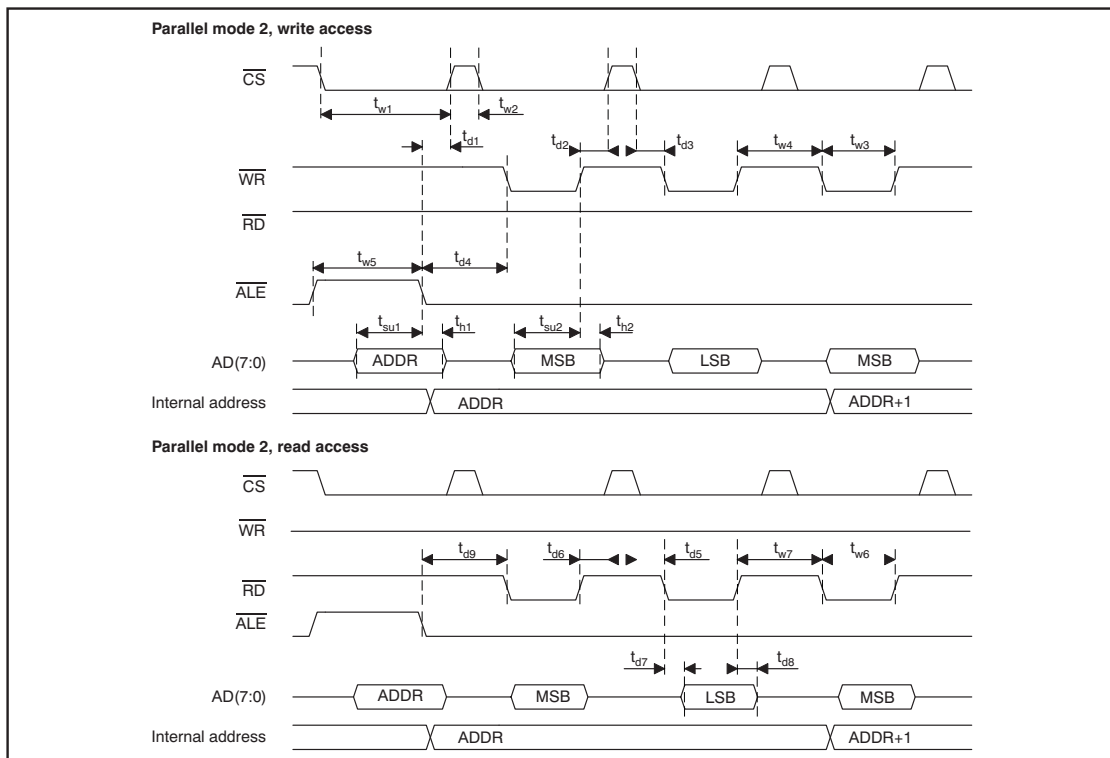 Parallel mode 2, write access
CS
tw1 tw2
td1 td2 td3 tw4 tw3
WR
RD
tw5 td4
ALE
tsu1 th1 tsu2 th2
AD(7:0) ADDR MSB LSB MSB
Internal address ADDR ADDR+1
Parallel mode 2, read access
CS
WR
td9 td6 td5 tw7 tw6
RD
ALE
td7 td8
AD(7:0) ADDR MSB LSB MSB
Internal address ADDR ADDR+1